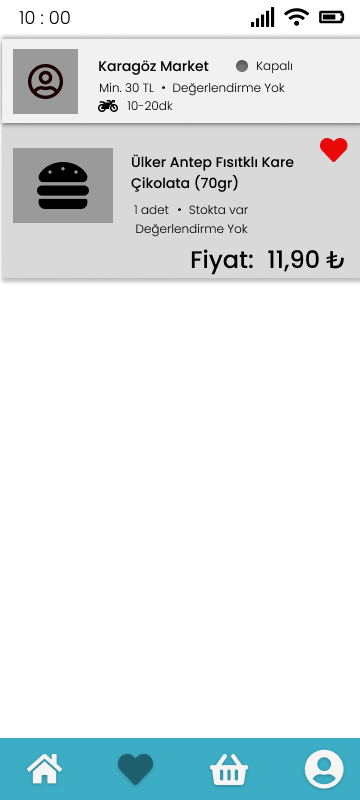 10 : 00
Karagöz Market
Kapalı
Min. 30 TL • Değerlendirme Yok
10-20dk
Ülker Antep Fısıtklı Kare
Çikolata (70gr)
1 adet • Stokta var
Değerlendirme Yok
Fiyat: 11,90 ₺